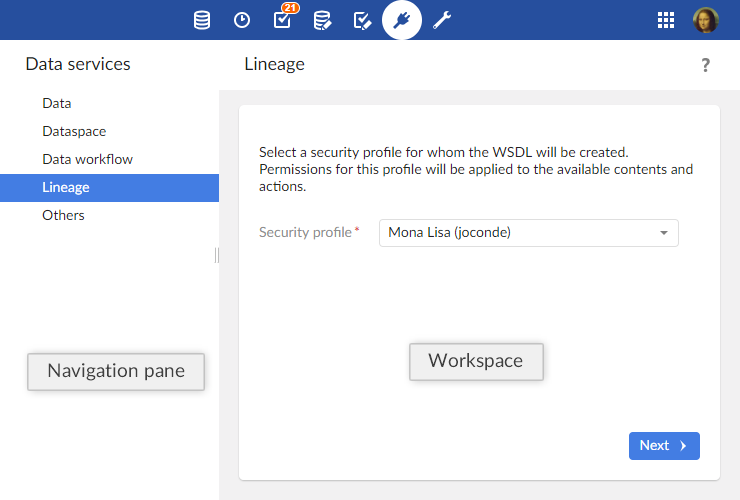 21
Data services
Lineage
?
Data
Dataspace
Data workflow
Lineage
Others
Select a security profile for whom the WSDL will be created.
Permissions for this profile will be applied to the available contents and
actions.
Security profile* Mona Lisa (joconde)
Navigation pane
Workspace
Next